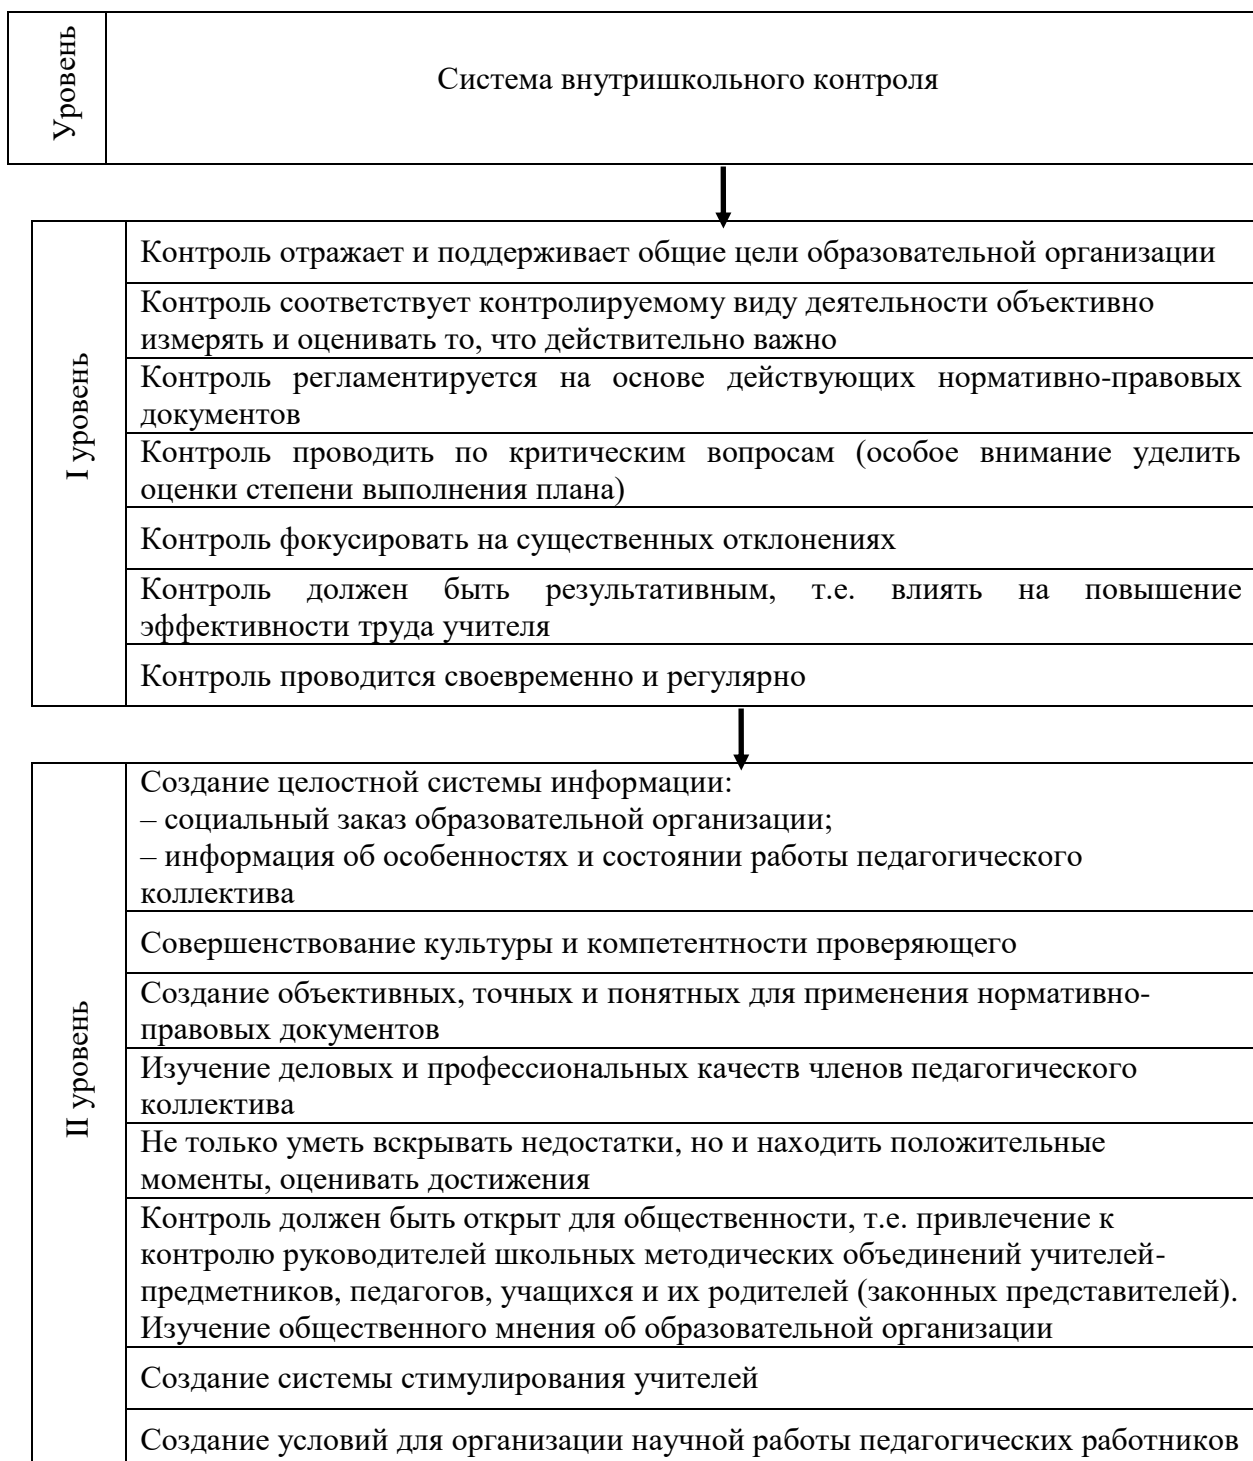 Уровень
Система внутришкольного контроля
I уровень
Контроль отражает и поддерживает общие цели образовательной организации
Контроль соответствует контролируемому виду деятельности объективно
измерять и оценивать то, что действительно важно
Контроль регламентируется на основе действующих нормативно-правовых
документов
Контроль проводить по критическим вопросам (особое внимание уделить
оценки степени выполнения плана)
Контроль фокусировать на существенных отклонениях
Контроль должен быть результативным, т.е. влиять на повышение
эффективности труда учителя
Контроль проводится своевременно и регулярно
II уровень
Создание целостной системы информации:
– социальный заказ образовательной организации;
– информация об особенностях и состоянии работы педагогического
коллектива
Совершенствование культуры и компетентности проверяющего
Создание объективных, точных и понятных для применения нормативно-
правовых документов
Изучение деловых и профессиональных качеств членов педагогического
коллектива
Не только уметь вскрывать недостатки, но и находить положительные
моменты, оценивать достижения
Контроль должен быть открыт для общественности, т.е. привлечение к
контролю руководителей школьных методических объединений учителей-
предметников, педагогов, учащихся и их родителей (законных представителей).
Изучение общественного мнения об образовательной организации
Создание системы стимулирования учителей
Создание условий для организации научной работы педагогических работников